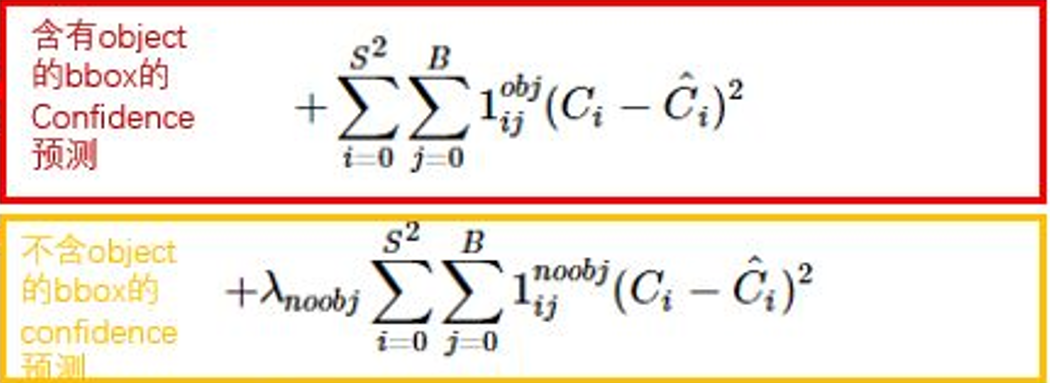 含有object
的bbox的
Confidence
预测
+\sum_{i=0}^{S^2}\sum_{j=0}^{B}1_{ij}^{obj}(C_i-\hat{C}_i)^2
不含object
的bbox的
confidence
预测
+\lambda_{noobj}\sum_{i=0}^{S^2}\sum_{j=0}^{B}1_{ij}^{noobj}(C_i-\hat{C}_i)^2